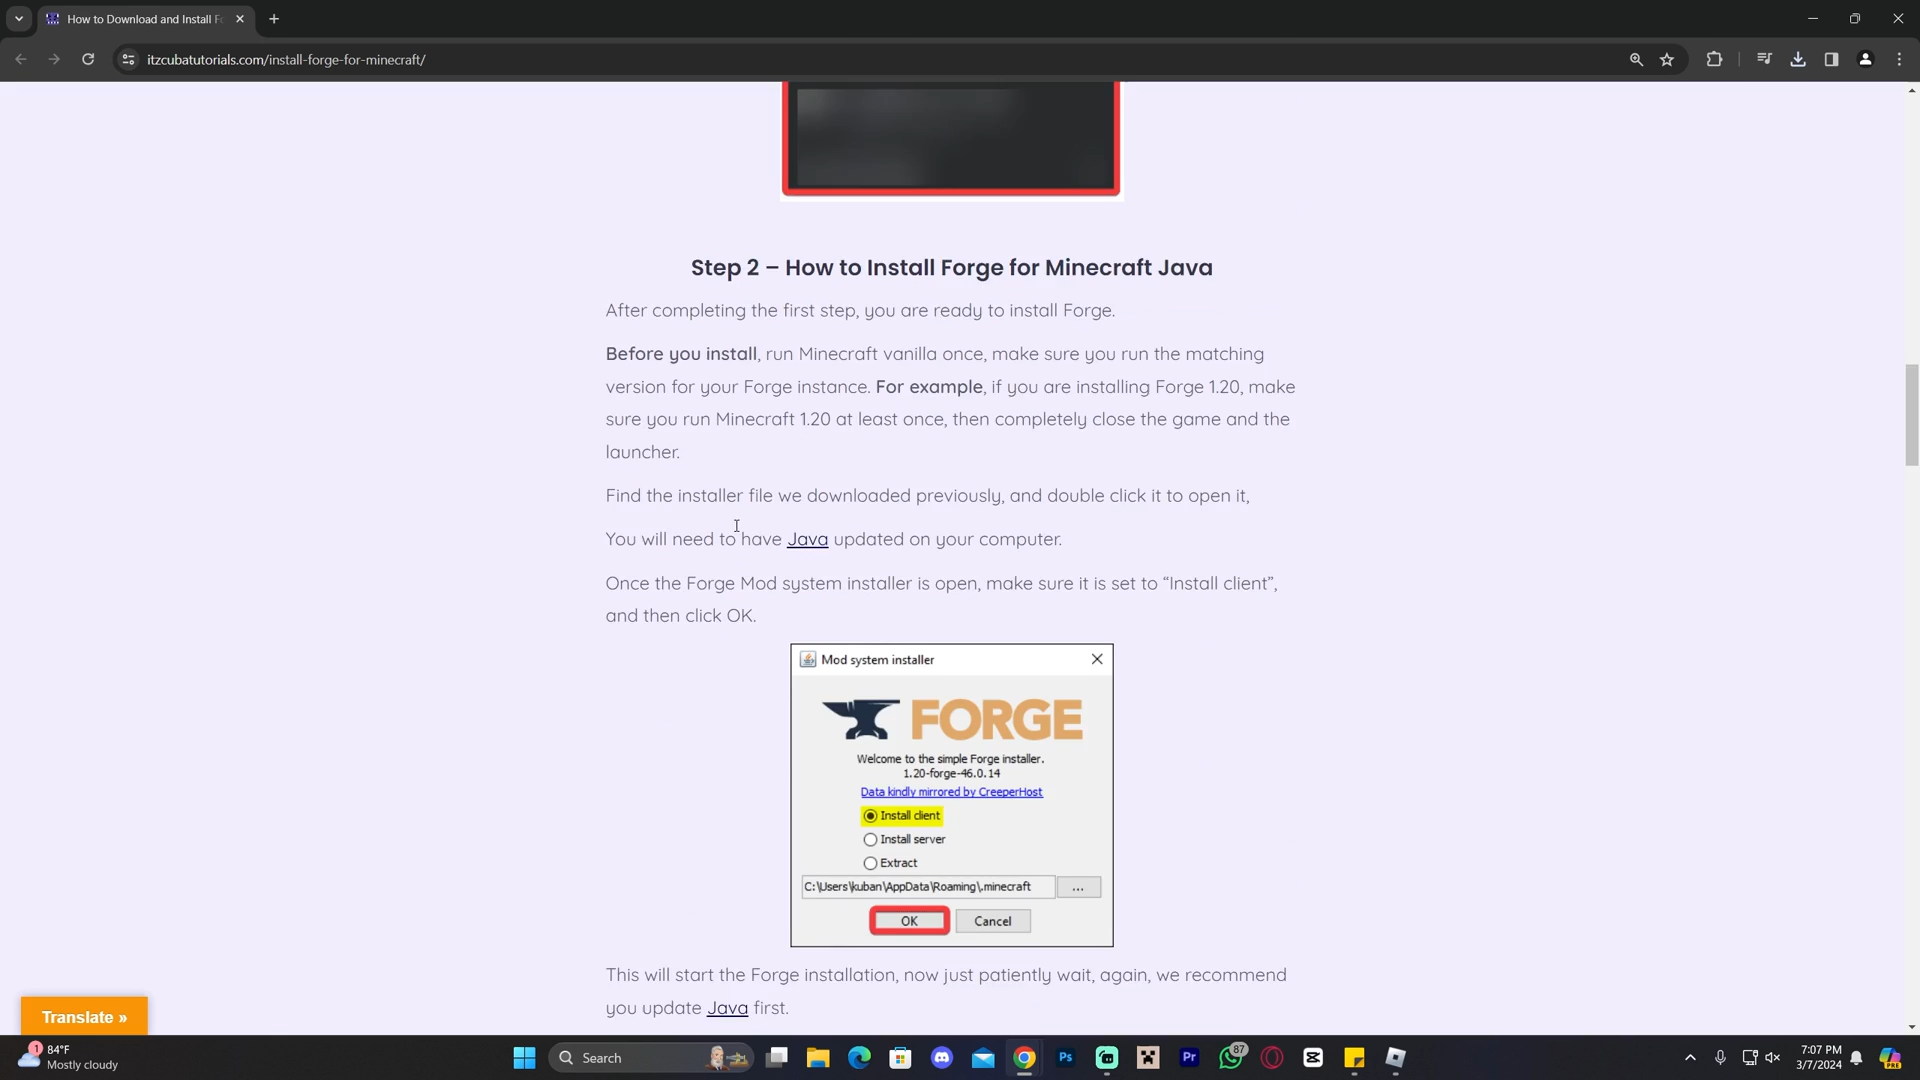 How to Download and Install Fo
itzcubatutorials.com/install-forge-for-minecraft/
Step 2 – How to Install Forge for Minecraft Java
After completing the first step, you are ready to install Forge.
Before you install, run Minecraft vanilla once, make sure you run the matching
version for your Forge instance. For example, if you are installing Forge 1.20, make
sure you run Minecraft 1.20 at least once, then completely close the game and the
launcher.
Find the installer file we downloaded previously, and double click it to open it,
You will need to have Java updated on your computer.
Once the Forge Mod system installer is open, make sure it is set to “Install client”,
and then click OK.
Mod system installer
FORGE
Welcome to the simple Forge installer.
1.20-forge-46.0.14
Data kindly mirrored by CreeperHost
Install client
Install server
Extract
C:\Users\kuban\AppData\Roaming\.minecraft
...
OK Cancel
This will start the Forge installation, now just patiently wait, again, we recommend
you update Java first.
Translate »
1
84°F
Mostly cloudy
Search
Ps
Pr
87
7:07 PM
3/7/2024
PRE